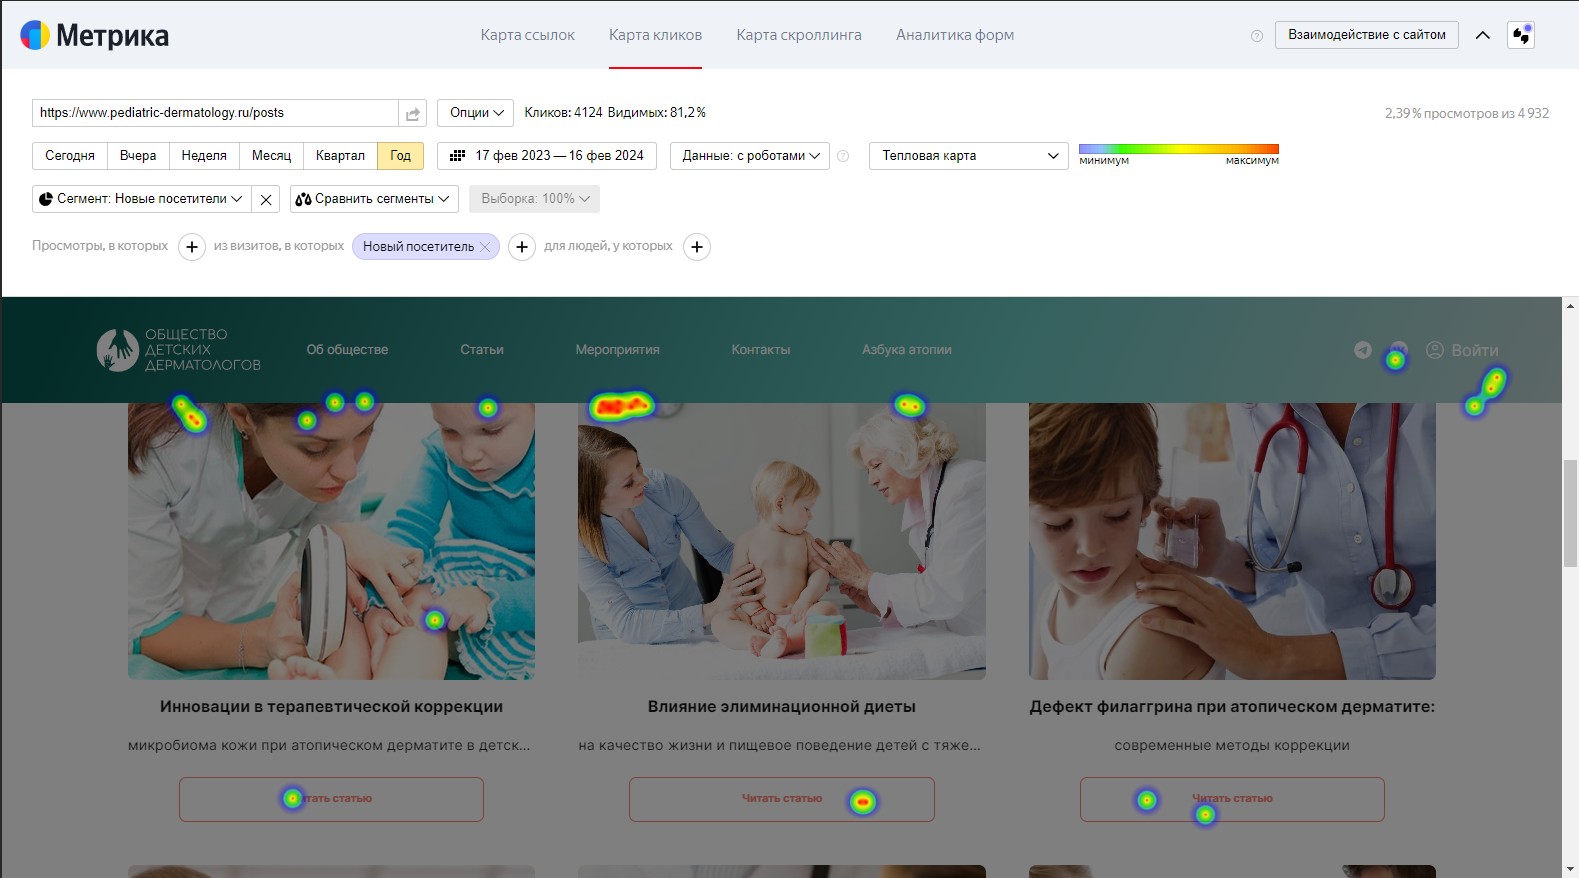 Метрика
Карта ссылок
Карта кликов
Карта скроллинга
Аналитика форм
Взаимодействие с сайтом
https://www.pediatric-dermatology.ru/posts
Опции
Кликов: 4124 Видимых: 81,2%
2,39% просмотров из 4 932
Сегодня
Вчера
Неделя
Месяц
Квартал
Год
17 фев 2023 — 16 фев 2024
Данные: с роботами
Тепловая карта
минимум
максимум
Сегмент: Новые посетители
Сравнить сегменты
Выборка: 100%
Просмотры, в которых
из визитов, в которых
Новый посетитель
для людей, у которых
ОБЩЕСТВО
ДЕТСКИХ
ДЕРМАТОЛОГОВ
Об обществе
Статьи
Мероприятия
Контакты
Азбука атопии
Войти
Инновации в терапевтической коррекции
микробиома кожи при атопическом дерматите в детск...
Влияние элиминационной диеты
на качество жизни и пищевое поведение детей с тяже...
Дефект филаггрина при атопическом дерматите:
современные методы коррекции
статью
Читать статью
Читать статью